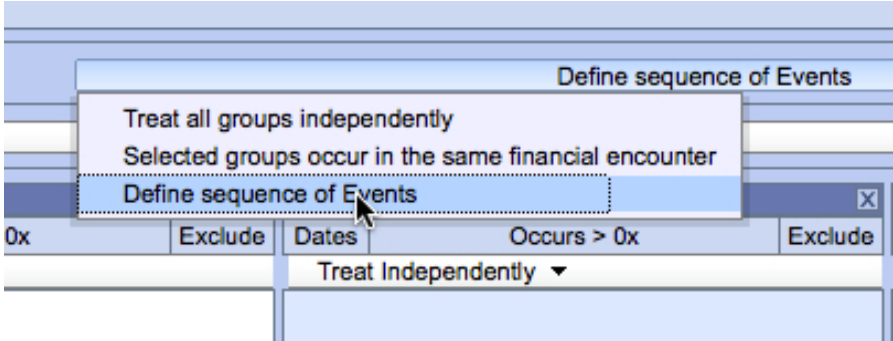 Define sequence of Events
Treat all groups independently
Selected groups occur in the same financial encounter
Define sequence of Events
X
0x Exclude Dates Occurs > 0x Exclude
Treat Independently